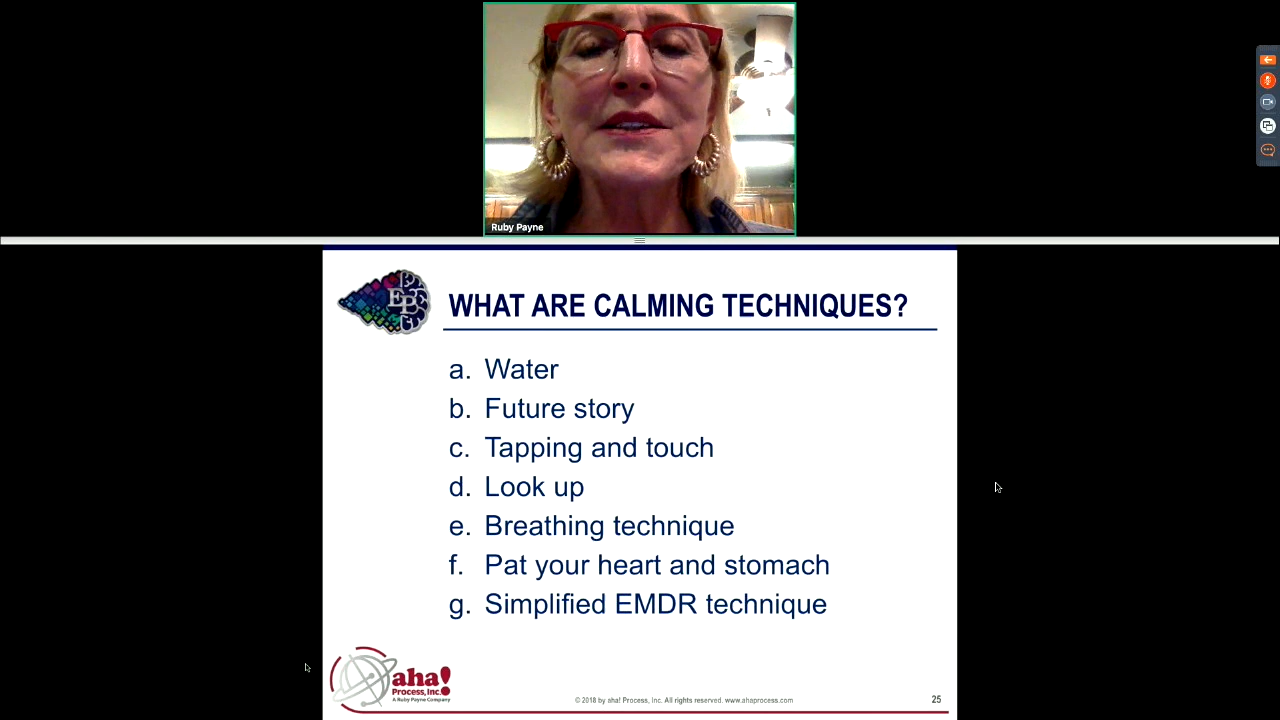 Ruby Payne
EB
WHAT ARE CALMING TECHNIQUES?
a. Water
b. Future story
c. Tapping and touch
d. Look up
e. Breathing technique
f. Pat your heart and stomach
g. Simplified EMDR technique
aha!
Process, Inc.
A Ruby Payne Company
© 2018 by aha! Process, Inc. All rights reserved. www.ahaprocess.com
25